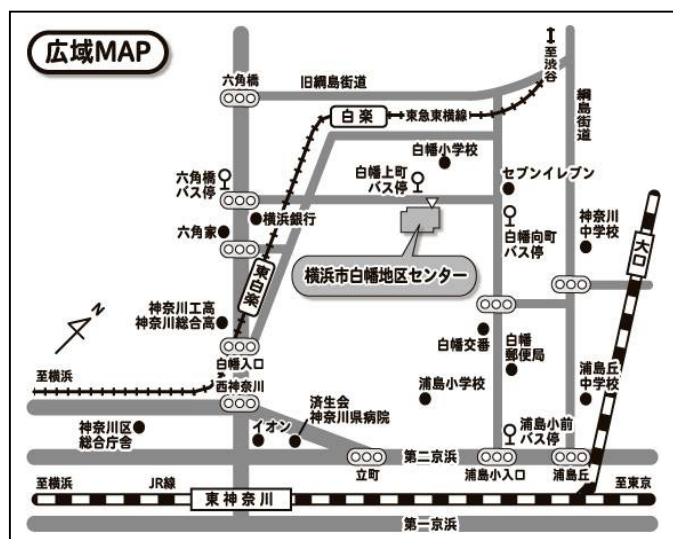 広域MAP
至渋谷
六角橋
旧綱島街道
綱島街道
白楽
東急東横線
白幡小学校
六角橋
バス停
白幡上町
バス停
セブンイレブン
横浜銀行
六角家
白幡向町
バス停
神奈川
中学校
大口
東白楽
横浜市白幡地区センター
N
神奈川工高
神奈川総合高
白幡入口
白幡交番
白幡
郵便局
至横浜
西神奈川
浦島小学校
浦島丘
中学校
済生会
神奈川県病院
神奈川区
総合庁舎
イオン
浦島小前
バス停
第二京浜
立町
浦島小入口
浦島丘
至横浜
JR線
東神奈川
至東京
第一京浜